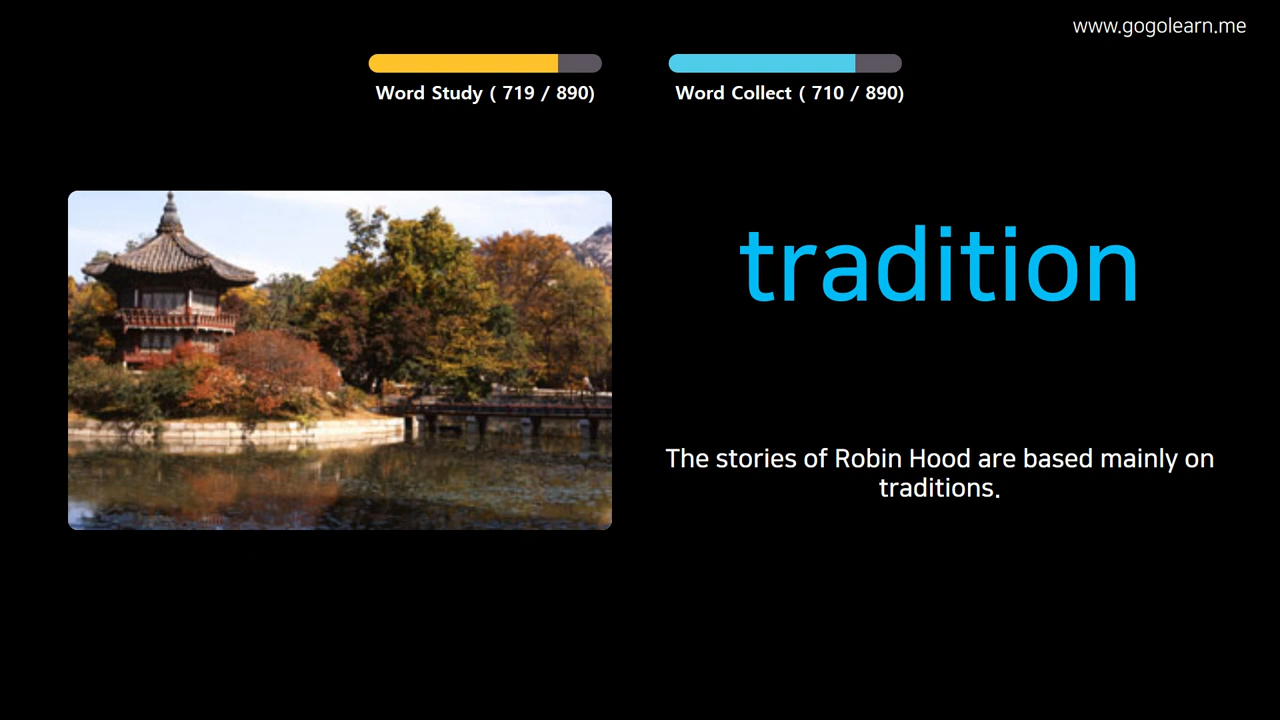 www.gogolearn.me
Word Study ( 719 / 890)
Word Collect ( 710 / 890)
tradition
The stories of Robin Hood are based mainly on
traditions.